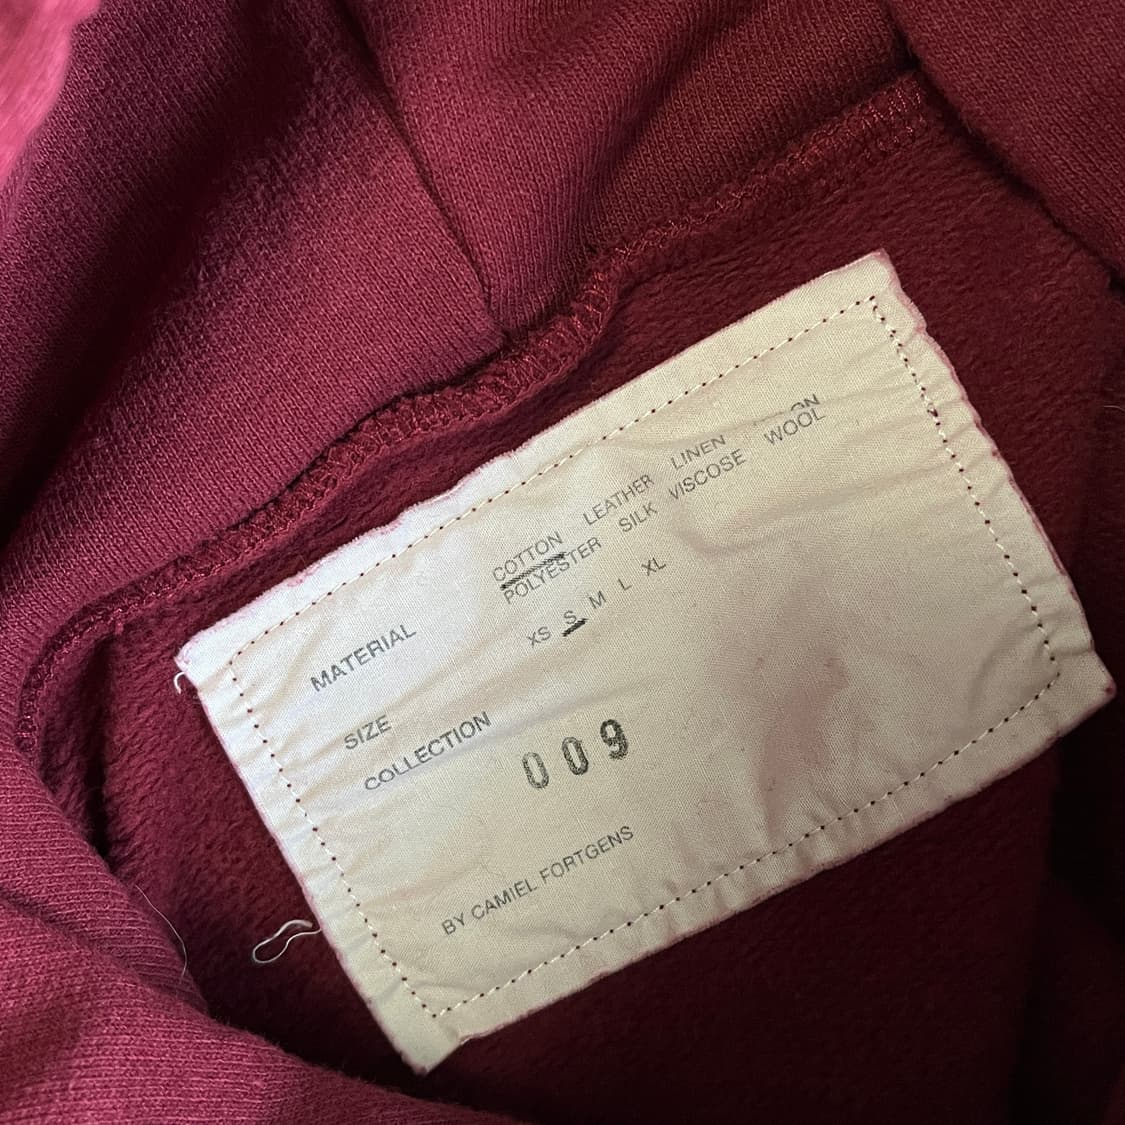 MATERIAL COTTON LEATHER LINEN
POLYESTER SILK VISCOSE WOOL
SIZE XS S M L XL
COLLECTION 009
BY CAMIEL FORTGENS